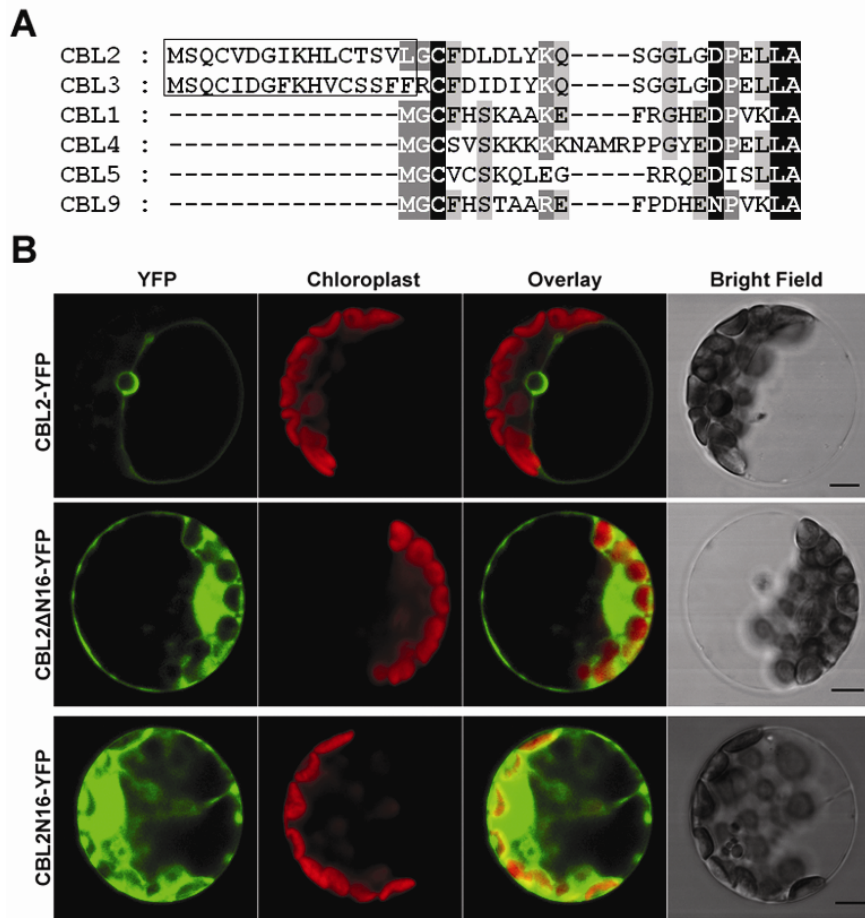 A
CBL2 : MSQCVDGIKHLCTSVLGCFDLDLYKQ----SGGLGDPELLA
CBL3 : MSQCIDGFKHVCSSFFRCFDIDIYKQ----SGGLGDPELLA
CBL1 : ---------------MGCFHSKAAKE----FRGHEDPVKLA
CBL4 : ---------------MGCSVSKKKKKNAMRPPGYEDPELLA
CBL5 : ---------------MGCVCSKQLEG-----RRQEDISLLA
CBL9 : ---------------MGCFHSTAARE----FPDHENPVKLA
B
YFP Chloroplast Overlay Bright Field
CBL2-YFP
CBL2ΔN16-YFP
CBL2N16-YFP